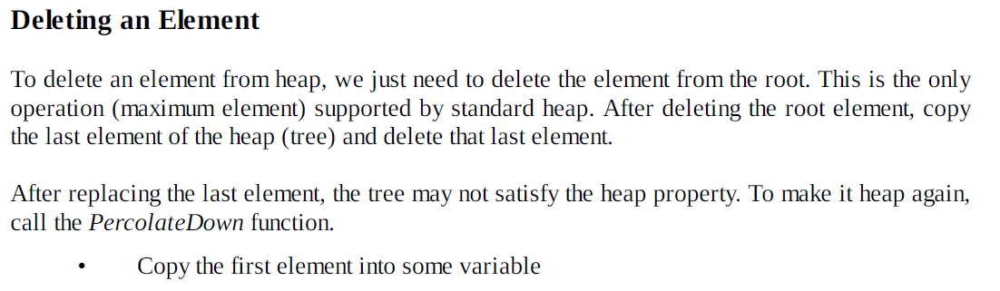 Deleting an Element
To delete an element from heap, we just need to delete the element from the root. This is the only
operation (maximum element) supported by standard heap. After deleting the root element, copy
the last element of the heap (tree) and delete that last element.
After replacing the last element, the tree may not satisfy the heap property. To make it heap again,
call the PercolateDown function.
• Copy the first element into some variable